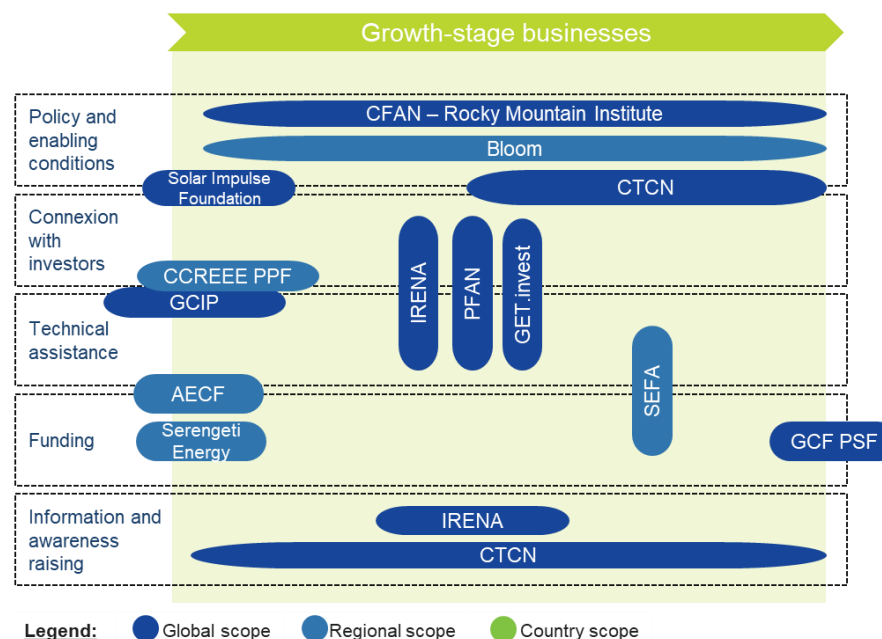 Growth-stage businesses
Policy and
enabling
conditions
CFAN – Rocky Mountain Institute
Bloom
Solar Impulse
Foundation
CTCN
Connexion
with
investors
CCREEE PPF
GCIP
IRENA
PFAN
GET.invest
Technical
assistance
SEFA
AECF
Funding
Serengeti
Energy
GCF PSF
Information and
awareness
raising
IRENA
CTCN
Legend:
Global scope
Regional scope
Country scope